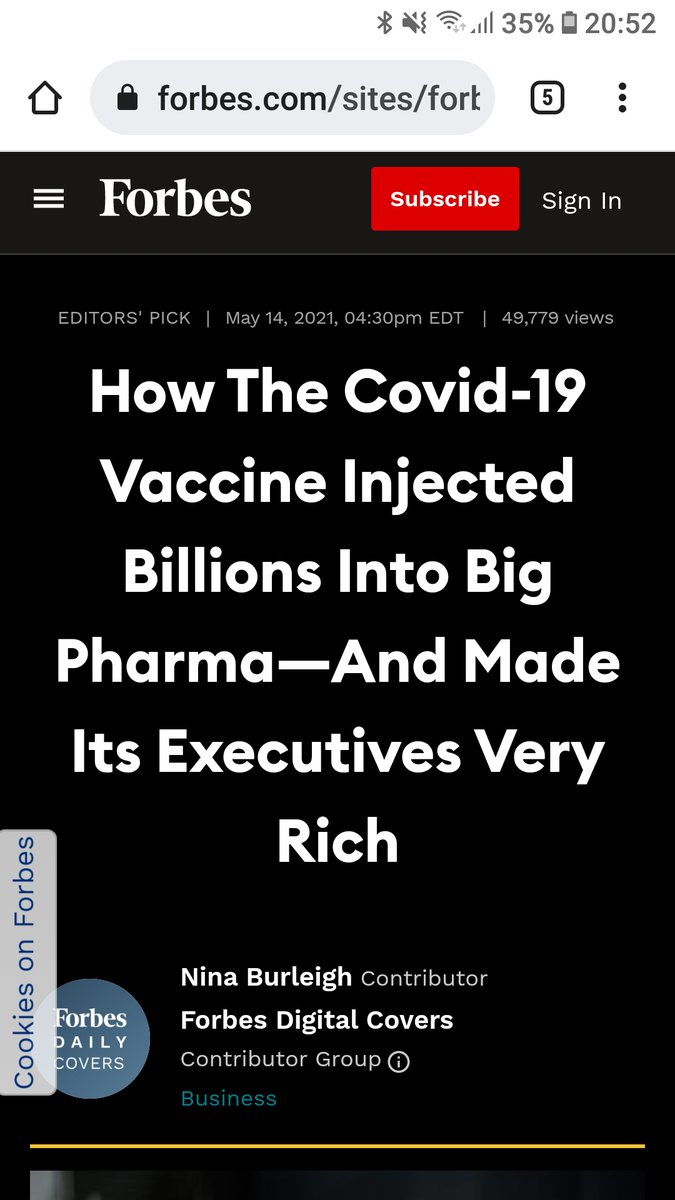 35% 20:52
forbes.com/sites/forb
5
Forbes
Subscribe
Sign In
EDITORS' PICK | May 14, 2021, 04:30pm EDT | 49,779 views
How The Covid-19
Vaccine Injected
Billions Into Big
Pharma—And Made
Its Executives Very
Rich
Cookies on Forbes
Forbes
DAILY
COVERS
Nina Burleigh Contributor
Forbes Digital Covers
Contributor Group
Business